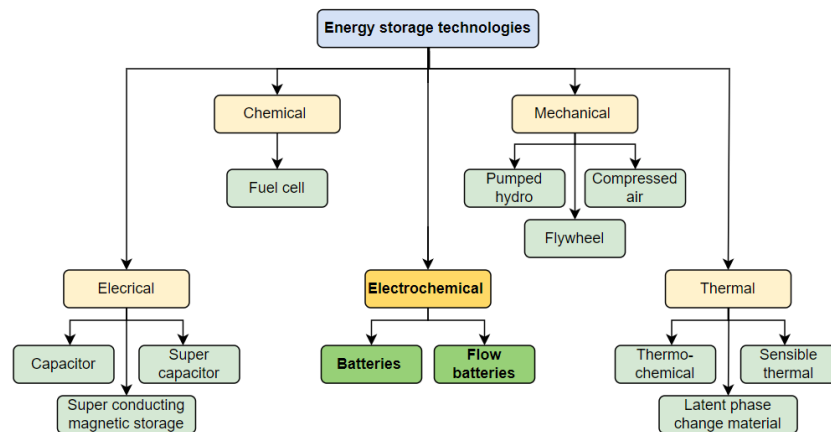 Energy storage technologies
Chemical
Mechanical
Fuel cell
Pumped
hydro
Compressed
air
Flywheel
Elecrical
Electrochemical
Thermal
Capacitor
Super
capacitor
Batteries
Flow
batteries
Thermo-
chemical
Sensible
thermal
Super conducting
magnetic storage
Latent phase
change material